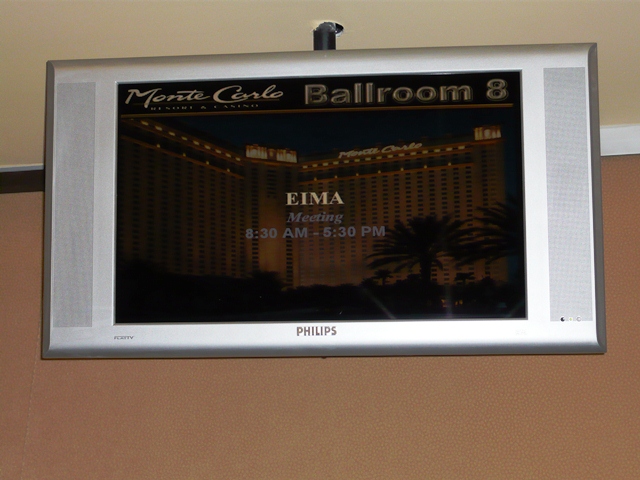 Monte Carlo Ballroom 8
RESORT & CASINO
Monte Carlo
EIMA
Meeting
8:30 AM - 5:30 PM
PHILIPS